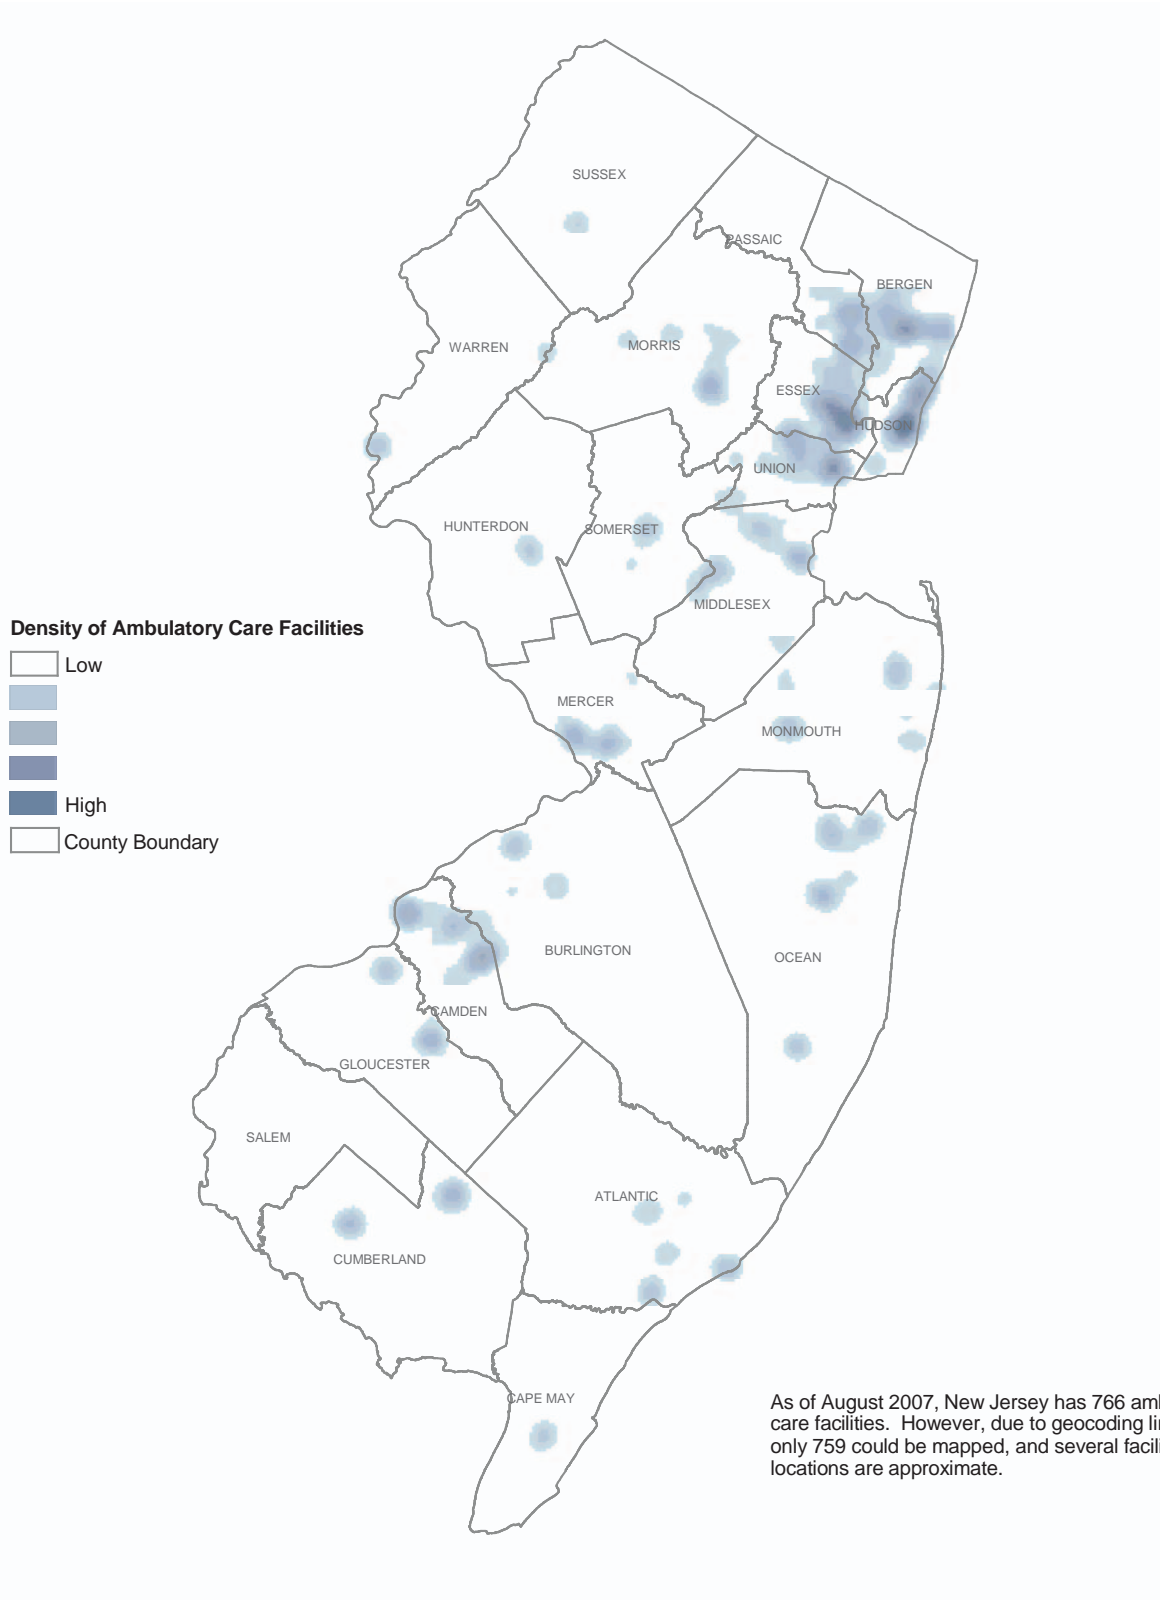 SUSSEX
PASSAIC
BERGEN
WARREN
MORRIS
ESSEX
HUDSON
UNION
HUNTERDON
SOMERSET
MIDDLESEX
Density of Ambulatory Care Facilities
Low
High
County Boundary
MERCER
MONMOUTH
BURLINGTON
OCEAN
CAMDEN
GLOUCESTER
SALEM
ATLANTIC
CUMBERLAND
CAPE MAY
As of August 2007, New Jersey has 766
care facilities. However, due to geocoding
only 759 could be mapped, and several
locations are approximate.